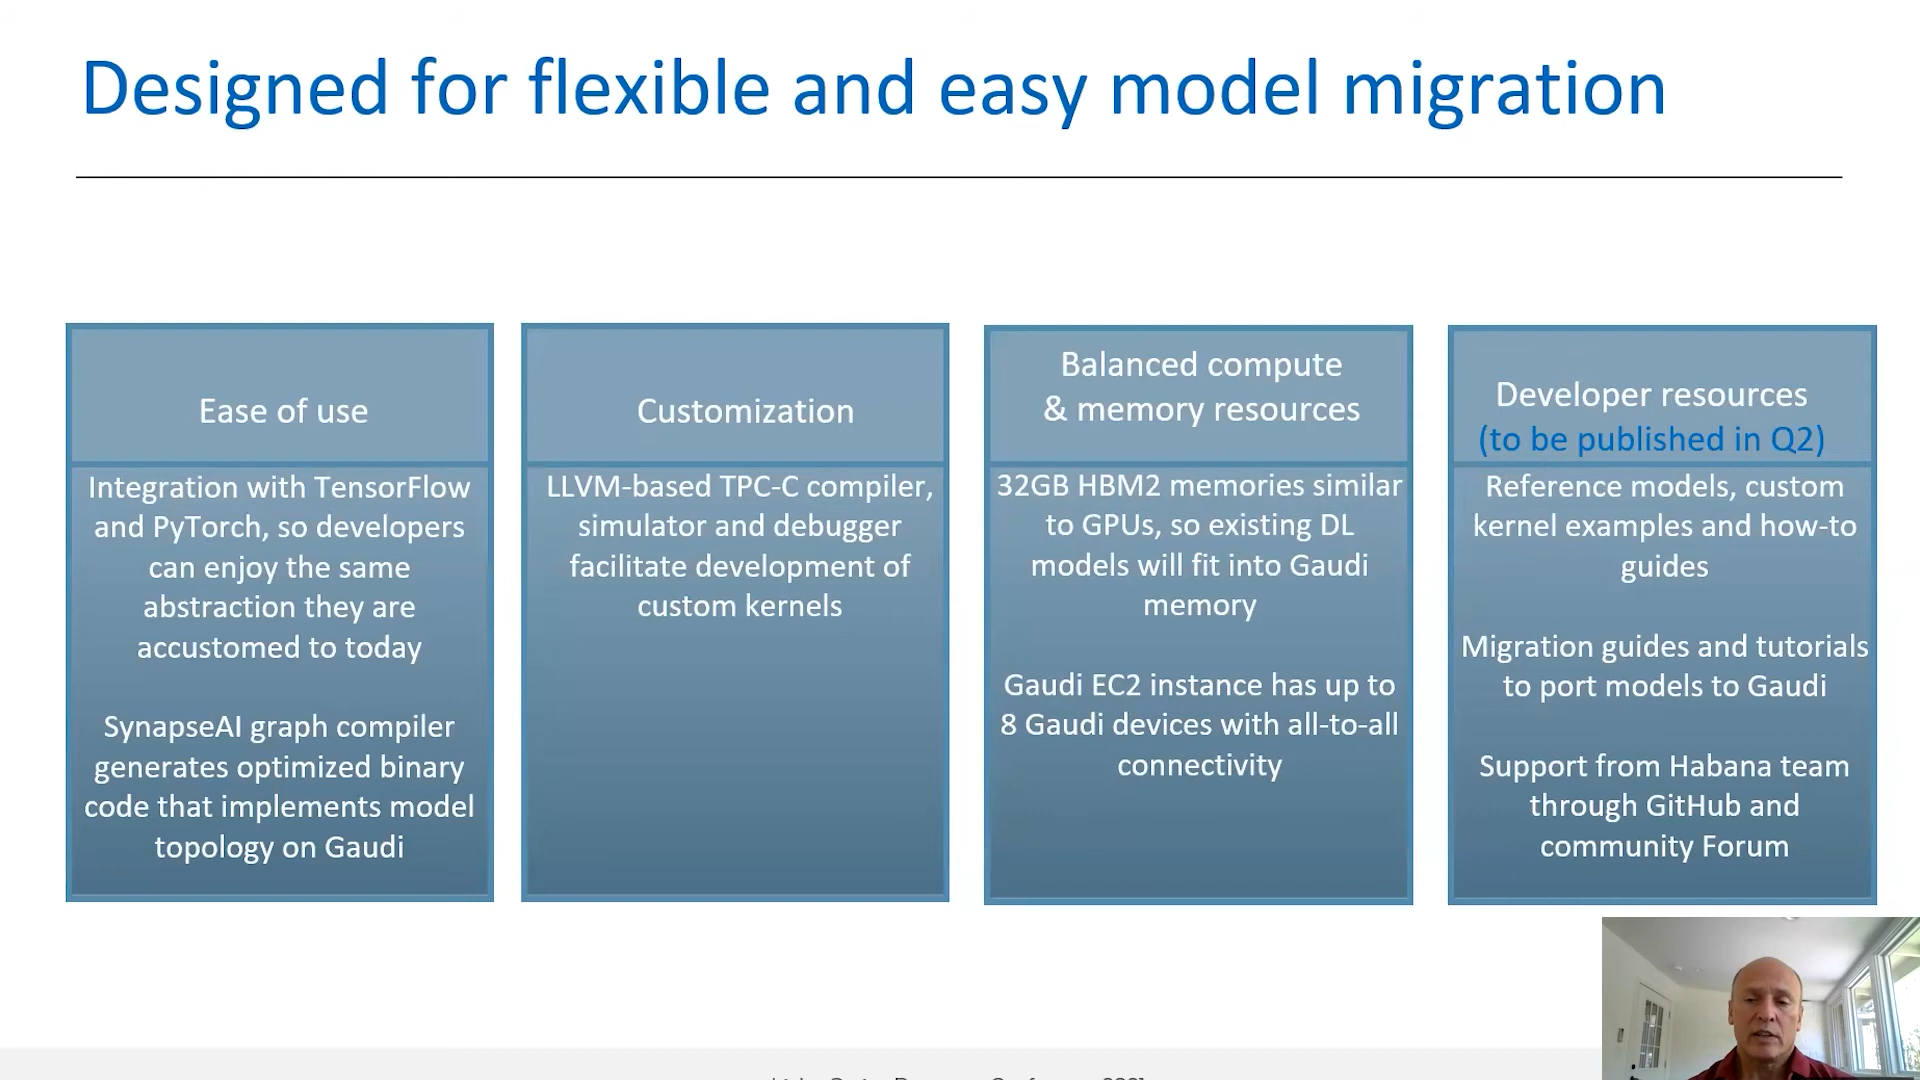 Designed for flexible and easy model migration
Ease of use
Integration with TensorFlow
and PyTorch, so developers
can enjoy the same
abstraction they are
accustomed to today
SynapseAI graph compiler
generates optimized binary
code that implements model
topology on Gaudi
Customization
LLVM-based TPC-C compiler,
simulator and debugger
facilitate development of
custom kernels
Balanced compute
& memory resources
32GB HBM2 memories similar
to GPUs, so existing DL
models will fit into Gaudi
memory
Gaudi EC2 instance has up to
8 Gaudi devices with all-to-all
connectivity
Developer resources
(to be published in Q2)
Reference models, custom
kernel examples and how-to
guides
Migration guides and tutorials
to port models to Gaudi
Support from Habana team
through GitHub and
community Forum